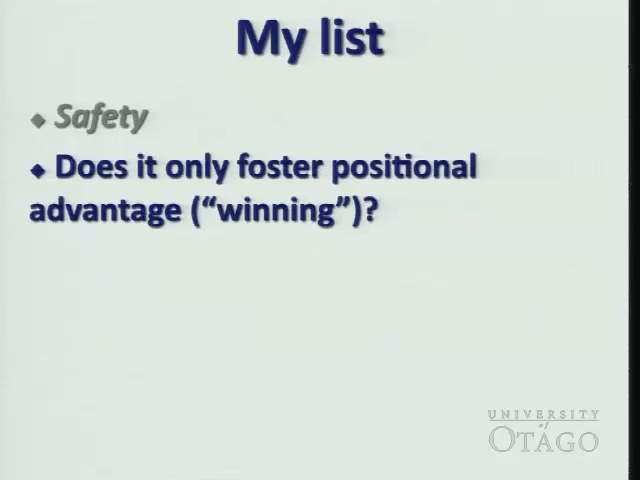 My list
◆ Safety
◆ Does it only foster positional
advantage (“winning”)?
UNIVERSITY
of
OTAGO